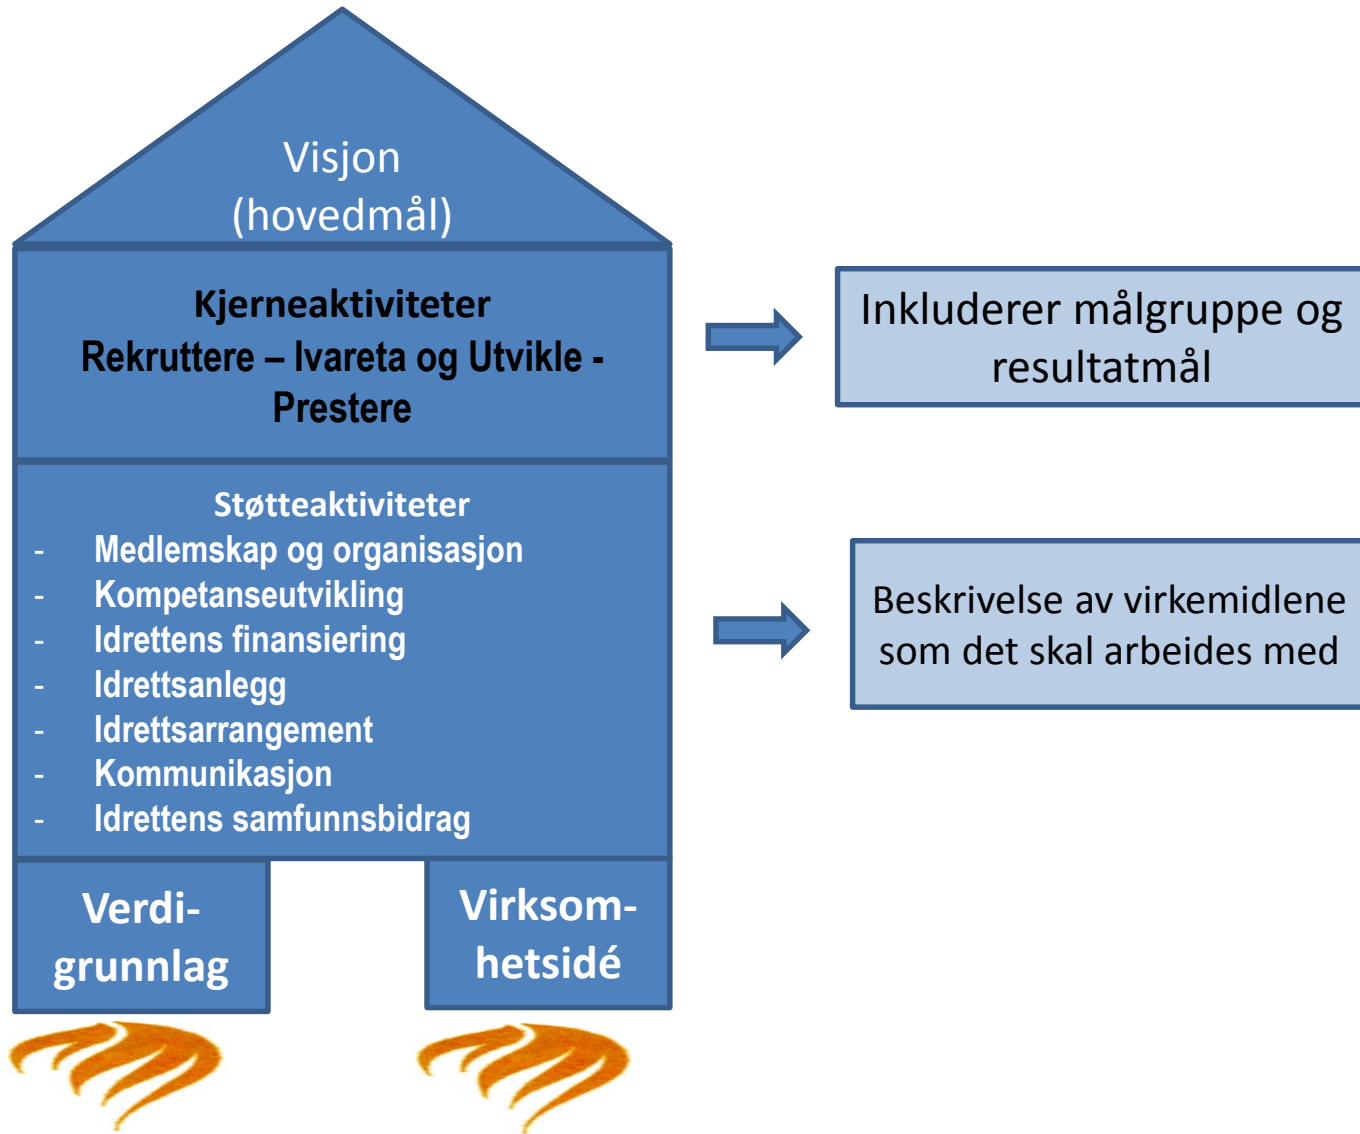 Visjon
(hovedmål)
Kjerneaktiviteter
Rekruttere – Ivareta og Utvikle -
Prestere
Inkluderer målgruppe og
resultatmål
Støtteaktiviteter
- Medlemskap og organisasjon
- Kompetanseutvikling
- Idrettens finansiering
- Idrettsanlegg
- Idrettsarrangement
- Kommunikasjon
- Idrettens samfunnsbidrag
Beskrivelse av virkemidlene
som det skal arbeides med
Verdi-
grunnlag
Virksom-
hetsidé